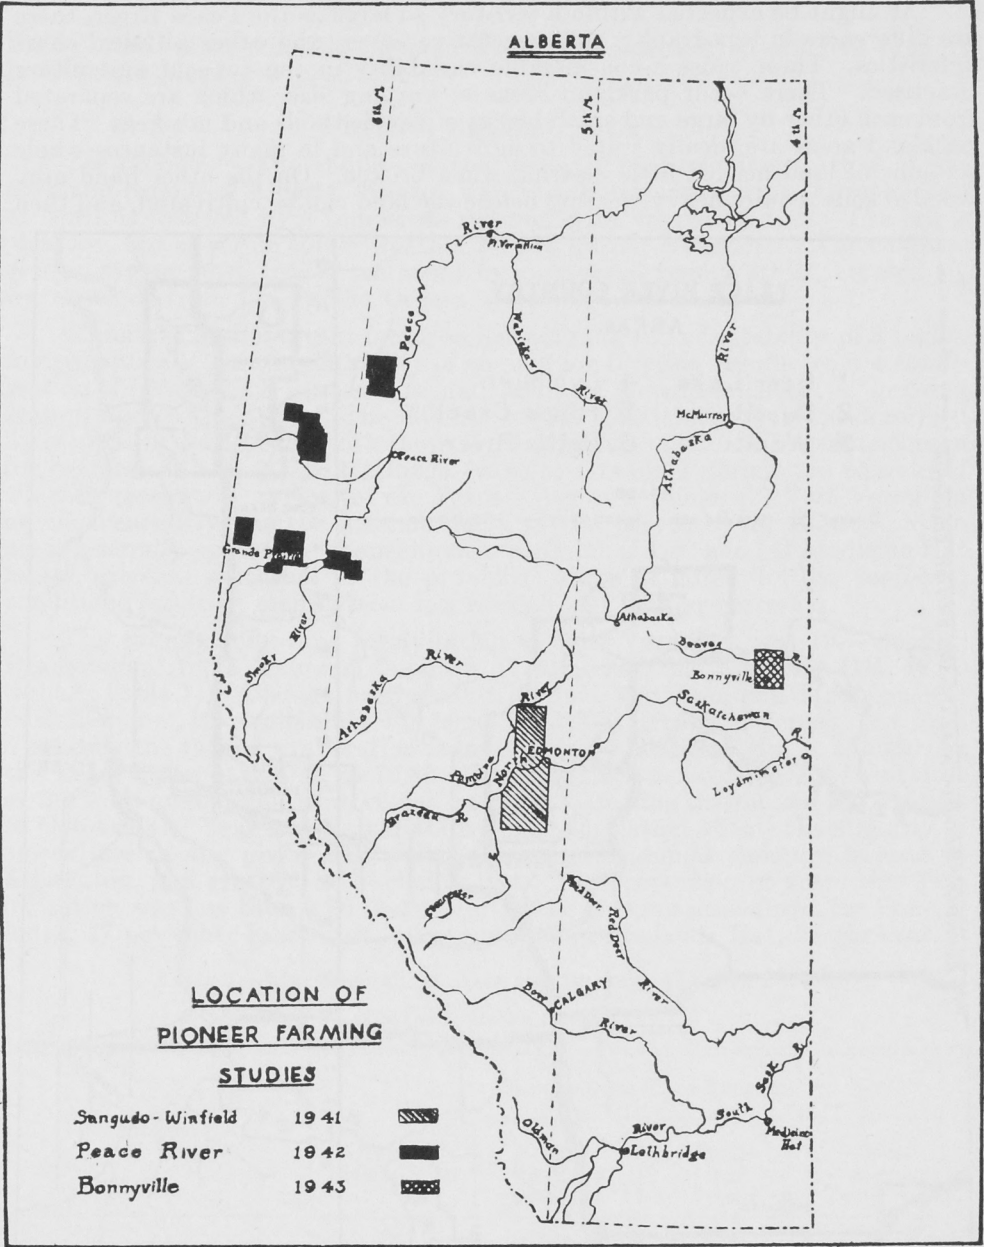 ALBERTA
6th M
5th M
4th M
River
Ft. Vermilion
Peace
Wabiskaw
River
River
McMurray
Athabaska
Peace River
Grande Prairie
Athabaska
Smoky River
Athabaska River
Beaver R.
Bonnyville
River
Saskatchewan R.
EDMONTON
Pembina
North
Lloydminster
Brazeau R.
Red Deer
River
Bow
CALGARY
River
LOCATION OF
PIONEER FARMING
STUDIES
South Sask R.
Medicine
Hat
Oldman
River
Lethbridge
Sangudo-Winfield 1941
Peace River 1942
Bonnyville 1943